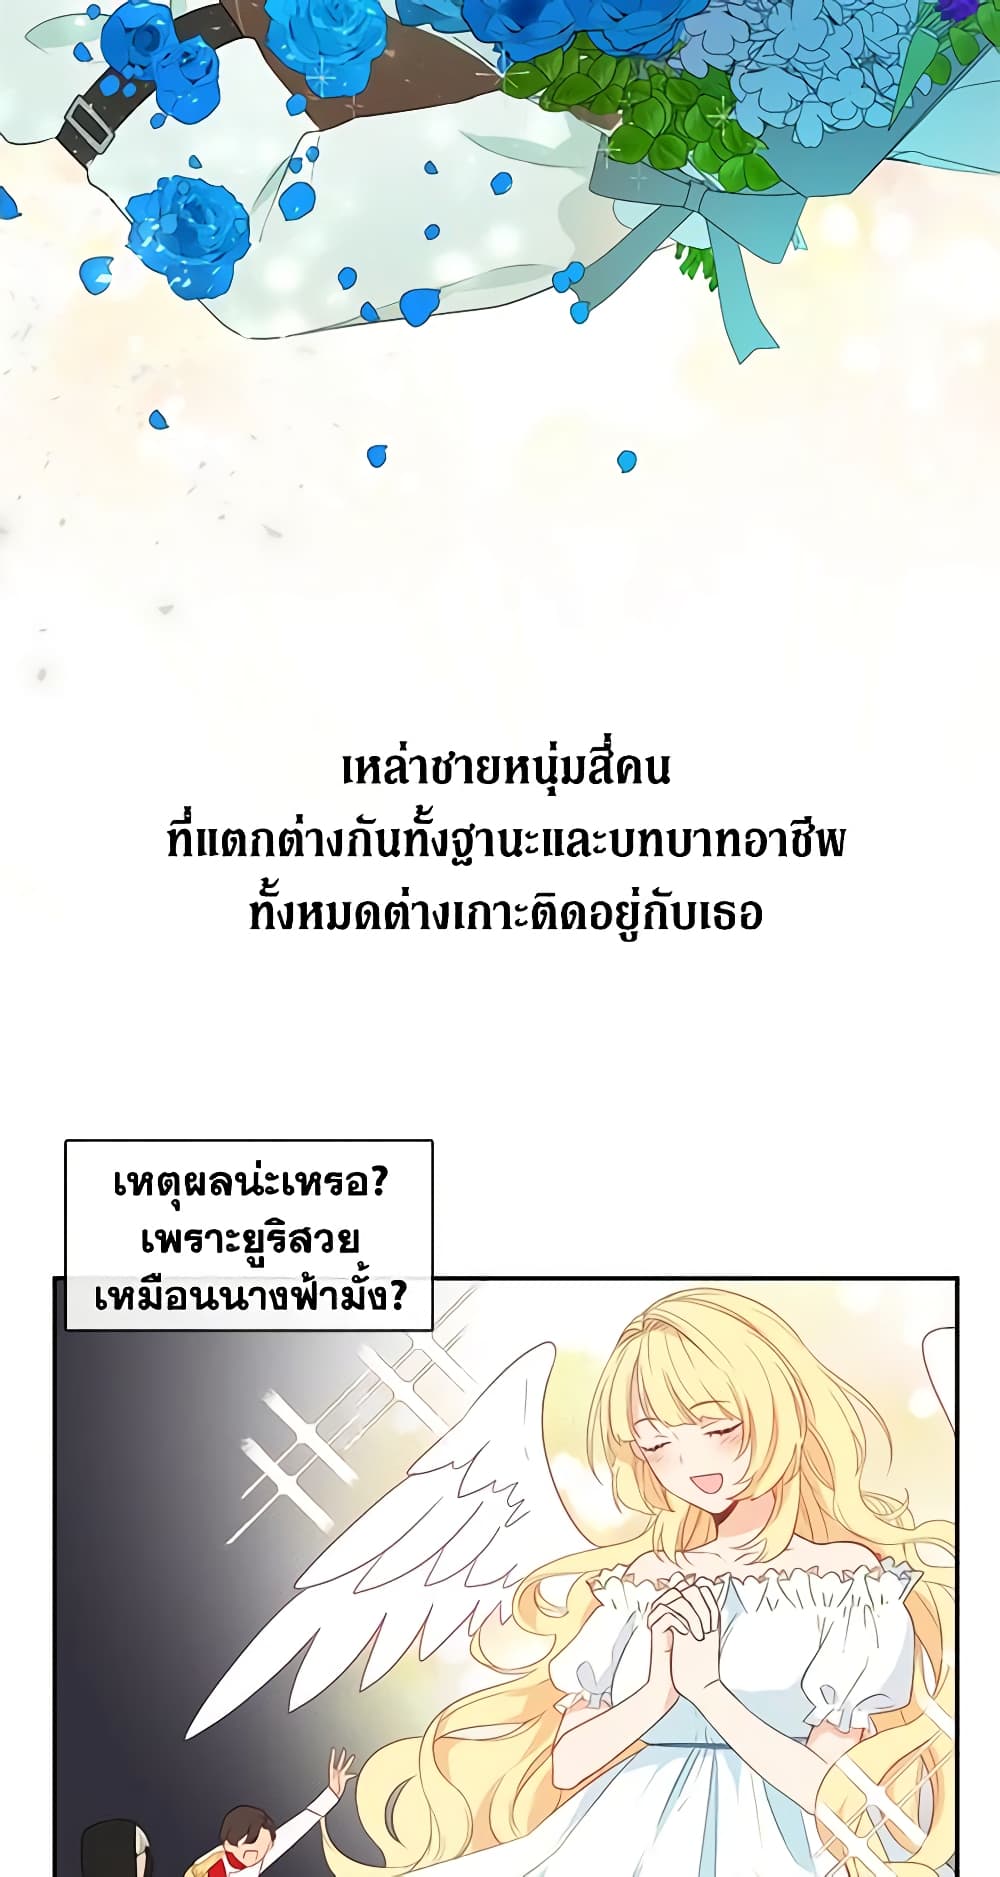 เหล่าชายหนุ่มสี่คน
ที่แตกต่างกันทั้งฐานะและบทบาทอาชีพ
ทั้งหมดต่างเกาะติดอยู่กับเธอ
เหตุผลน่ะเหรอ?
เพราะยูริสวย
เหมือนนางฟ้ามั้ง?